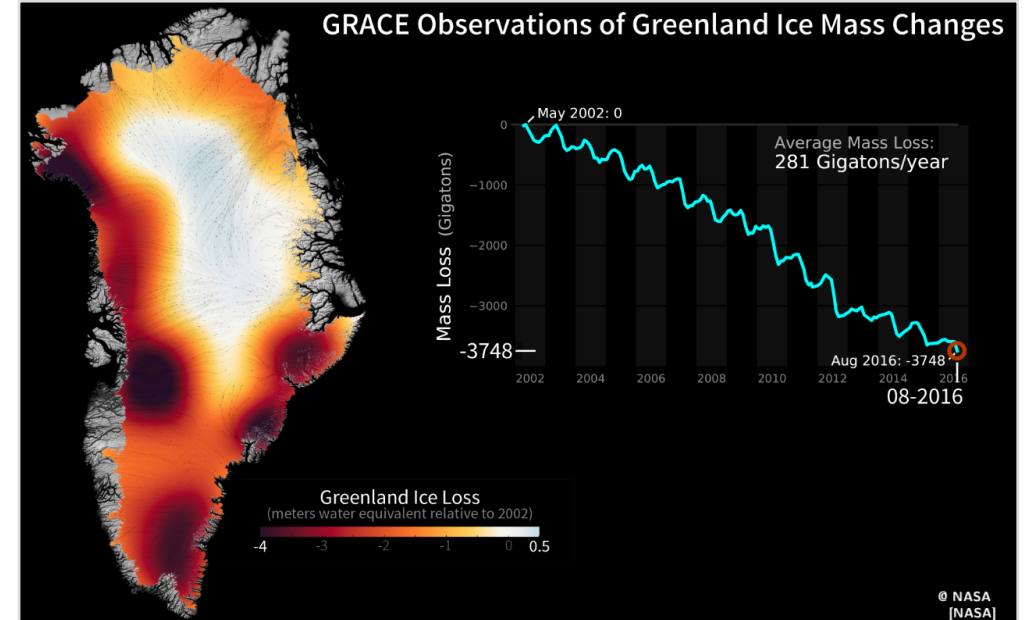 GRACE Observations of Greenland Ice Mass Changes
May 2002: 0
Average Mass Loss:
281 Gigatons/year
Mass Loss (Gigatons)
0
−1000
−2000
−3000
-3748
Aug 2016: -3748
2002 2004 2006 2008 2010 2012 2014 2016
08-2016
Greenland Ice Loss
(meters water equivalent relative to 2002)
-4 -3 -2 -1 0 0.5
@ NASA
[NASA]